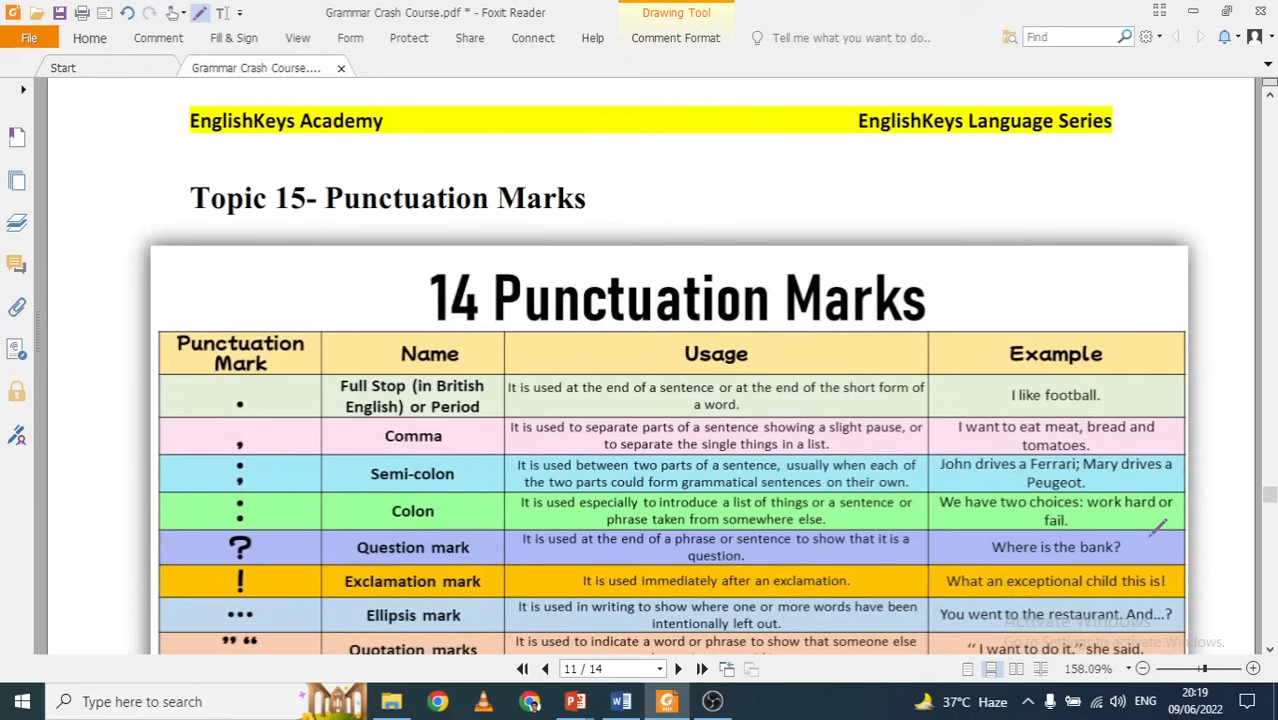 Grammar Crash Course.pdf * - Foxit Reader
Drawing Tool
File Home Comment Fill & Sign View Form Protect Share Connect Help Comment Format Tell me what you want to do.. Find
Start Grammar Crash Course....
EnglishKeys Academy EnglishKeys Language Series
Topic 15- Punctuation Marks
14 Punctuation Marks
Punctuation Mark Name Usage Example
. Full Stop (in British English) or Period It is used at the end of a sentence or at the end of the short form of a word. I like football.
, Comma It is used to separate parts of a sentence showing a slight pause, or to separate the single things in a list. I want to eat meat, bread and tomatoes.
; Semi-colon It is used between two parts of a sentence, usually when each of the two parts could form grammatical sentences on their own. John drives a Ferrari; Mary drives a Peugeot.
: Colon It is used especially to introduce a list of things or a sentence or phrase taken from somewhere else. We have two choices: work hard or fail.
? Question mark It is used at the end of a phrase or sentence to show that it is a question. Where is the bank?
! Exclamation mark It is used immediately after an exclamation. What an exceptional child this is!
... Ellipsis mark It is used in writing to show where one or more words have been intentionally left out. You went to the restaurant. And...?
” “ Quotation marks It is used to indicate a word or phrase to show that someone else “ I want to do it,” she said.
Activate Windows
Go to Settings to activate Windows.
11 / 14 158.09%
Type here to search 37°C Haze ENG 20:19
09/06/2022